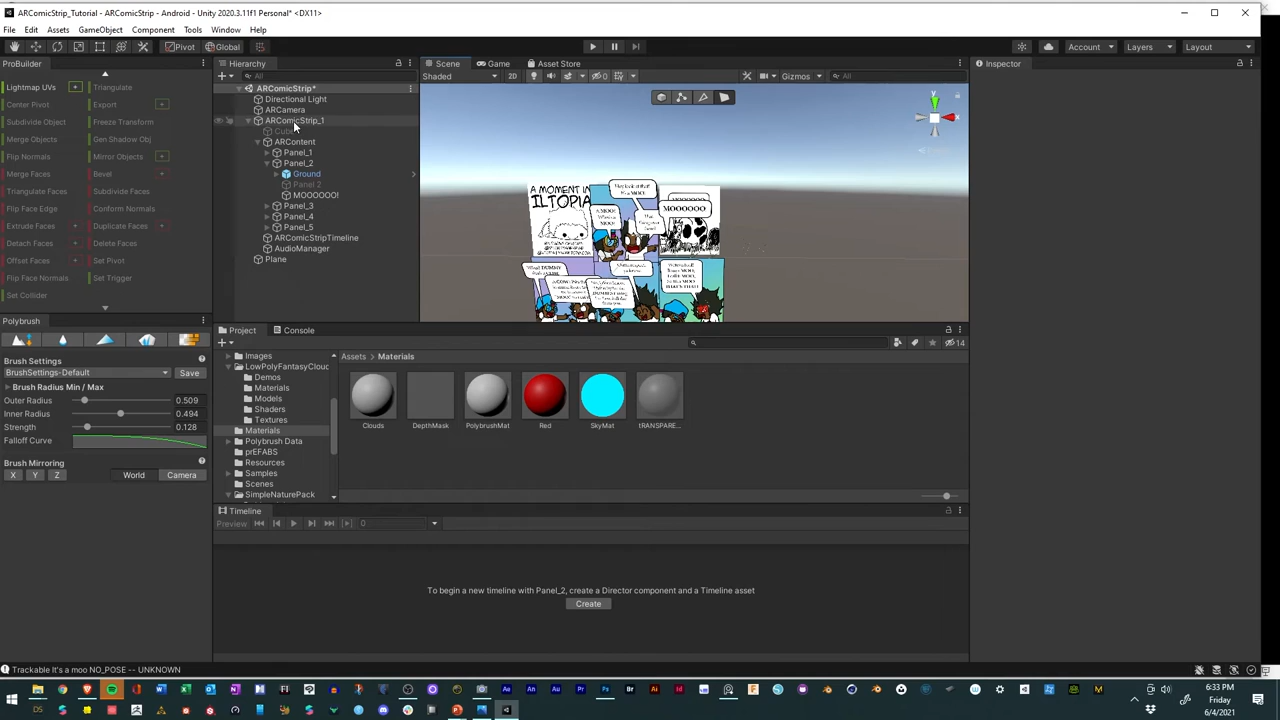 ARComicStrip_Tutorial - ARComicStrip - Android - Unity 2020.3.11f1 Personal* <DX11>
File Edit Assets GameObject Component Tools Window Help
Pivot Global Account Layers Layout
ProBuilder
Lightmap UVs Triangulate
Center Pivot Export
Subdivide Object Freeze Transform
Merge Objects Gen Shadow Obj
Flip Normals Mirror Objects
Merge Faces Bevel
Triangulate Faces Subdivide Faces
Flip Face Edge Conform Normals
Extrude Faces Duplicate Faces
Detach Faces Delete Faces
Offset Faces Set Pivot
Flip Face Normals Set Trigger
Set Collider
Polybrush
Brush Settings
BrushSettings-Default Save
Brush Radius Min / Max
Outer Radius 0.509
Inner Radius 0.494
Strength 0.128
Falloff Curve
Brush Mirroring
X Y Z World Camera
Hierarchy
All
ARComicStrip*
Directional Light
ARCamera
ARComicStrip_1
Cube
ARContent
Panel_1
Panel_2
Ground
Panel 2
MOOOOOO!
Panel_3
Panel_4
Panel_5
ARComicStripTimeline
AudioManager
Plane
Scene Game Asset Store
Shaded 2D 0 Gizmos All
y
x
A MOMENT IN
ILTOPIA
MOOOOOO
Inspector
Project Console
14
Images
LowPolyFantasyClouc
Demos
Materials
Models
Shaders
Textures
Materials
Polybrush Data
prEFABS
Resources
Samples
Scenes
SimpleNaturePack
Assets > Materials
Clouds DepthMask PolybrushMat Red SkyMat tRANSPARE...
Timeline
Preview 0
To begin a new timeline with Panel_2, create a Director component and a Timeline asset
Create
Trackable It's a moo NO_POSE -- UNKNOWN
6:33 PM
Friday
6/4/2021